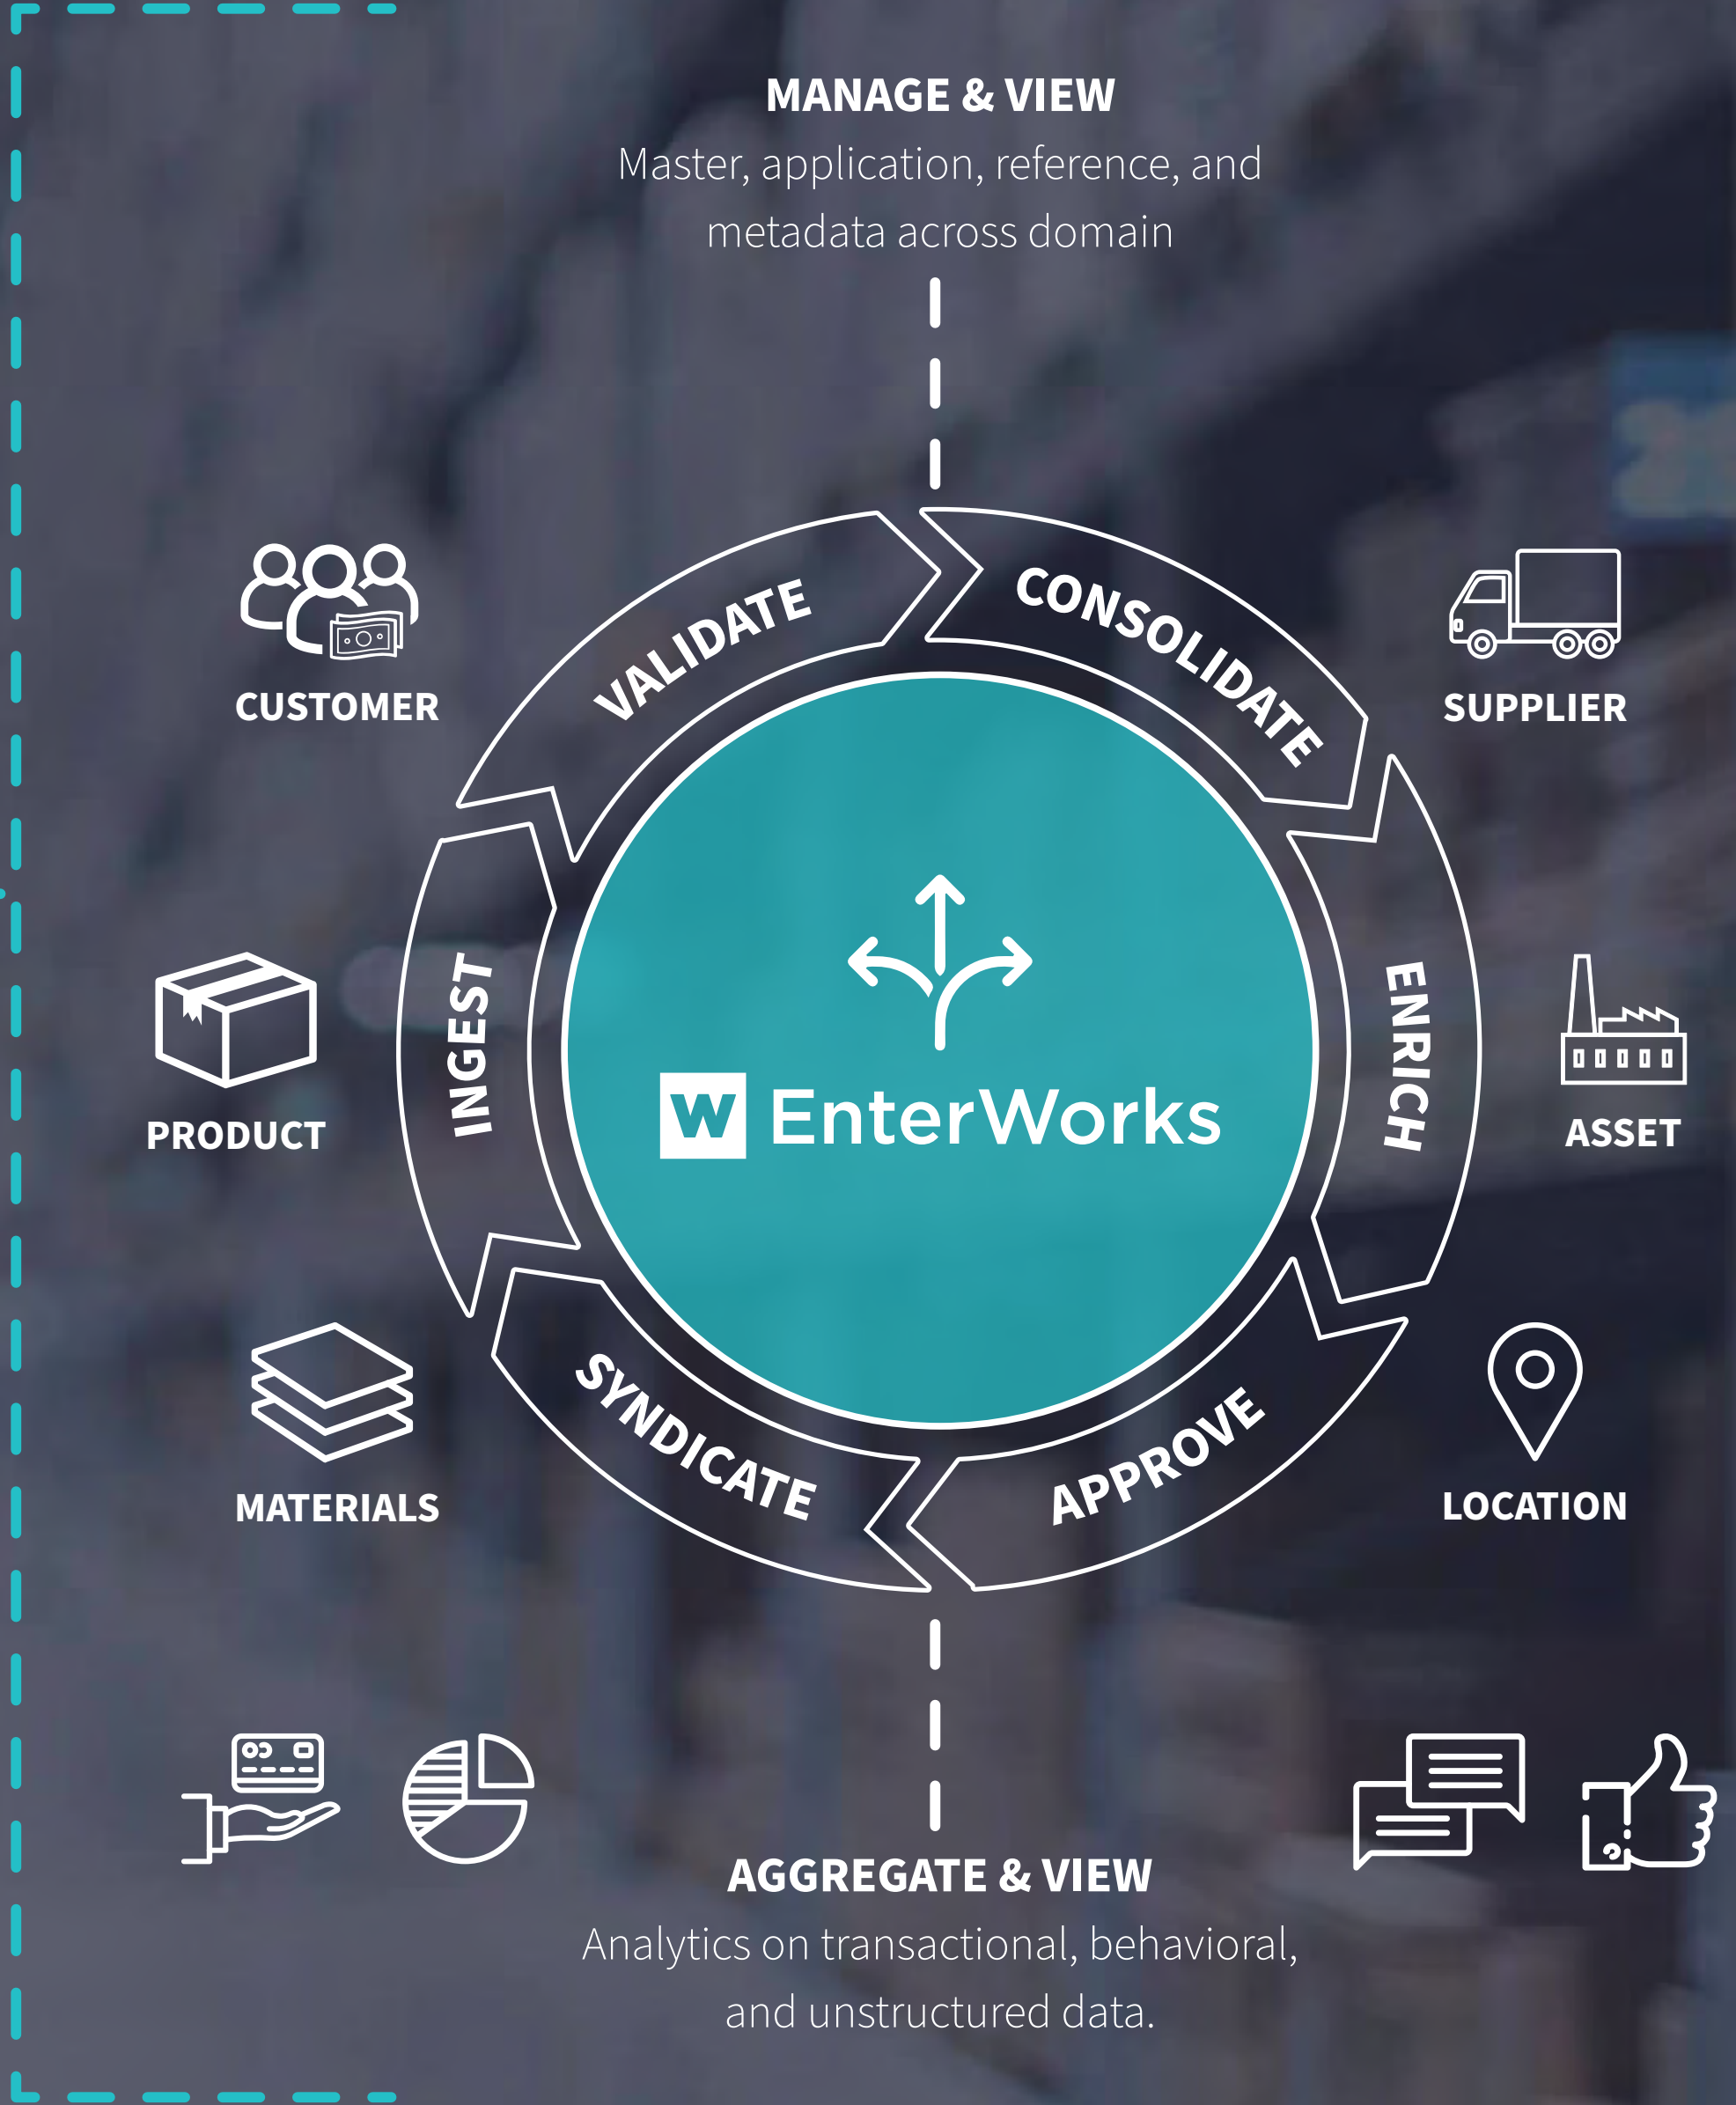 MANAGE & VIEW
Master, application, reference, and
metadata across domain
CUSTOMER
VALIDATE
CONSOLIDATE
SUPPLIER
PRODUCT
INGEST
W EnterWorks
ENRICH
ASSET
MATERIALS
SYNDICATE
APPROVE
LOCATION
AGGREGATE & VIEW
Analytics on transactional, behavioral,
and unstructured data.